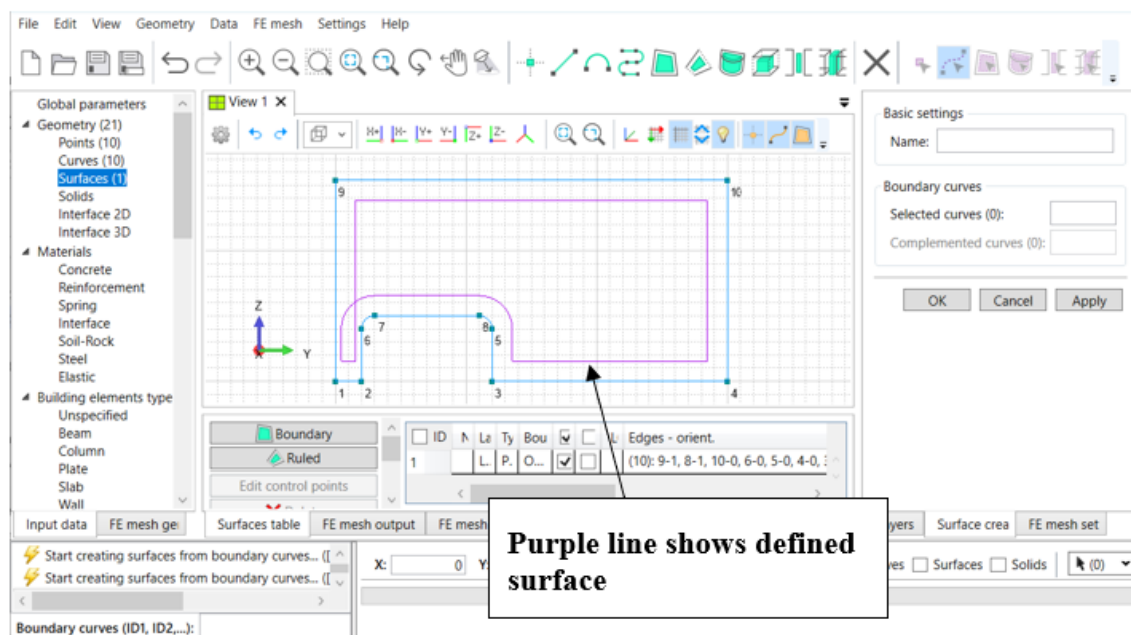 File Edit View Geometry Data FE mesh Settings Help
Global parameters
Geometry (21)
Points (10)
Curves (10)
Surfaces (1)
Solids
Interface 2D
Interface 3D
Materials
Concrete
Reinforcement
Spring
Interface
Soil-Rock
Steel
Elastic
Building elements type
Unspecified
Beam
Column
Plate
Slab
Wall
Input data FE mesh ge
View 1
X+ X- Y+ Y- Z+ Z-
9 10
7 8
6 5
1 2 3 4
Z
X Y
Boundary
Ruled
Edit control points
ID N La Ty Bou Edges - orient.
1 L. P. O... (10): 9-1, 8-1, 10-0, 6-0, 5-0, 4-0,
Surfaces table FE mesh output FE mesh
Purple line shows defined
surface
Basic settings
Name:
Boundary curves
Selected curves (0):
Complemented curves (0):
OK Cancel Apply
yers Surface crea FE mesh set
Start creating surfaces from boundary curves... ([
Start creating surfaces from boundary curves... ([
Boundary curves (ID1, ID2,...):
X: 0 Y:
es Surfaces Solids (0)